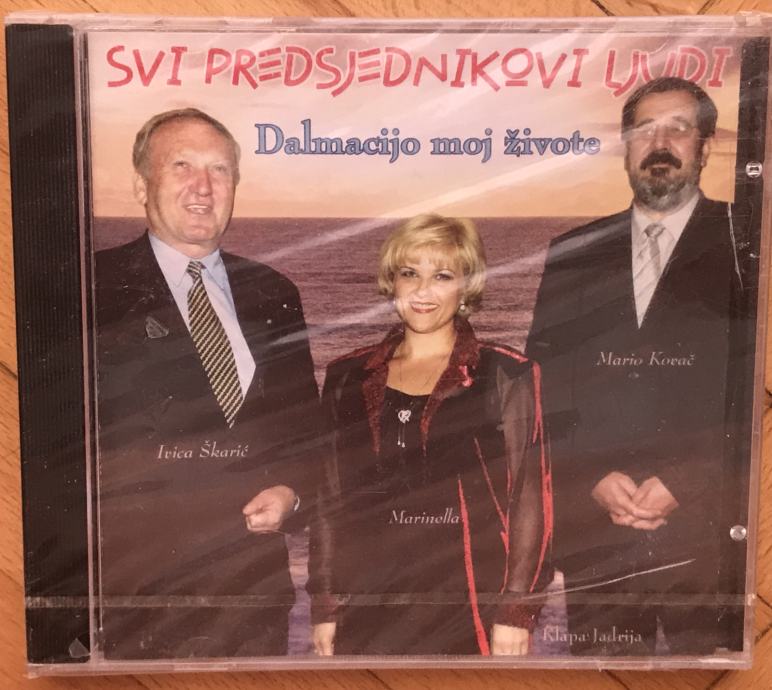 SVI PREDSJEDNIKOVI LJUDI
Dalmacijo moj živote
Mario Kovač
Ivica Škarić
Marinella
Klapa Jadrija